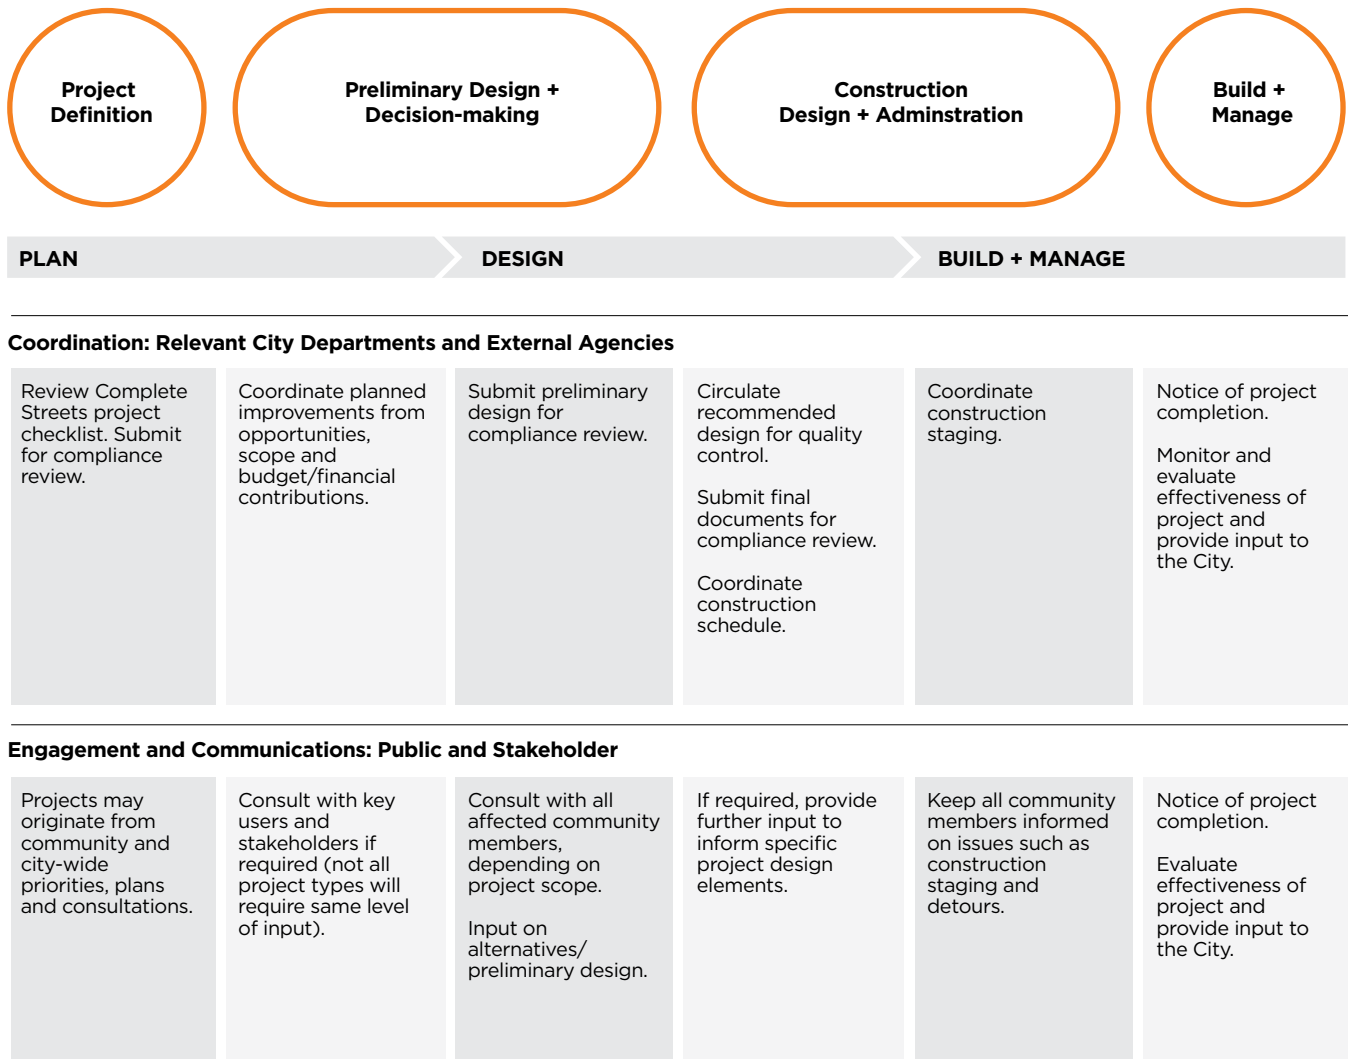 Project
Definition
Preliminary Design +
Decision-making
Construction
Design + Adminstration
Build +
Manage
PLAN
DESIGN
BUILD + MANAGE
Coordination: Relevant City Departments and External Agencies
Review Complete
Streets project
checklist. Submit
for compliance
review.
Coordinate planned
improvements from
opportunities,
scope and
budget/financial
contributions.
Submit preliminary
design for
compliance review.
Circulate
recommended
design for quality
control.
Submit final
documents for
compliance review.
Coordinate
construction
schedule.
Coordinate
construction
staging.
Notice of project
completion.
Monitor and
evaluate
effectiveness of
project and
provide input to
the City.
Engagement and Communications: Public and Stakeholder
Projects may
originate from
community and
city-wide
priorities, plans
and consultations.
Consult with key
users and
stakeholders if
required (not all
project types will
require same level
of input).
Consult with all
affected community
members,
depending on
project scope.
Input on
alternatives/
preliminary design.
If required, provide
further input to
inform specific
project design
elements.
Keep all community
members informed
on issues such as
construction
staging and
detours.
Notice of project
completion.
Evaluate
effectiveness of
project and
provide input to
the City.